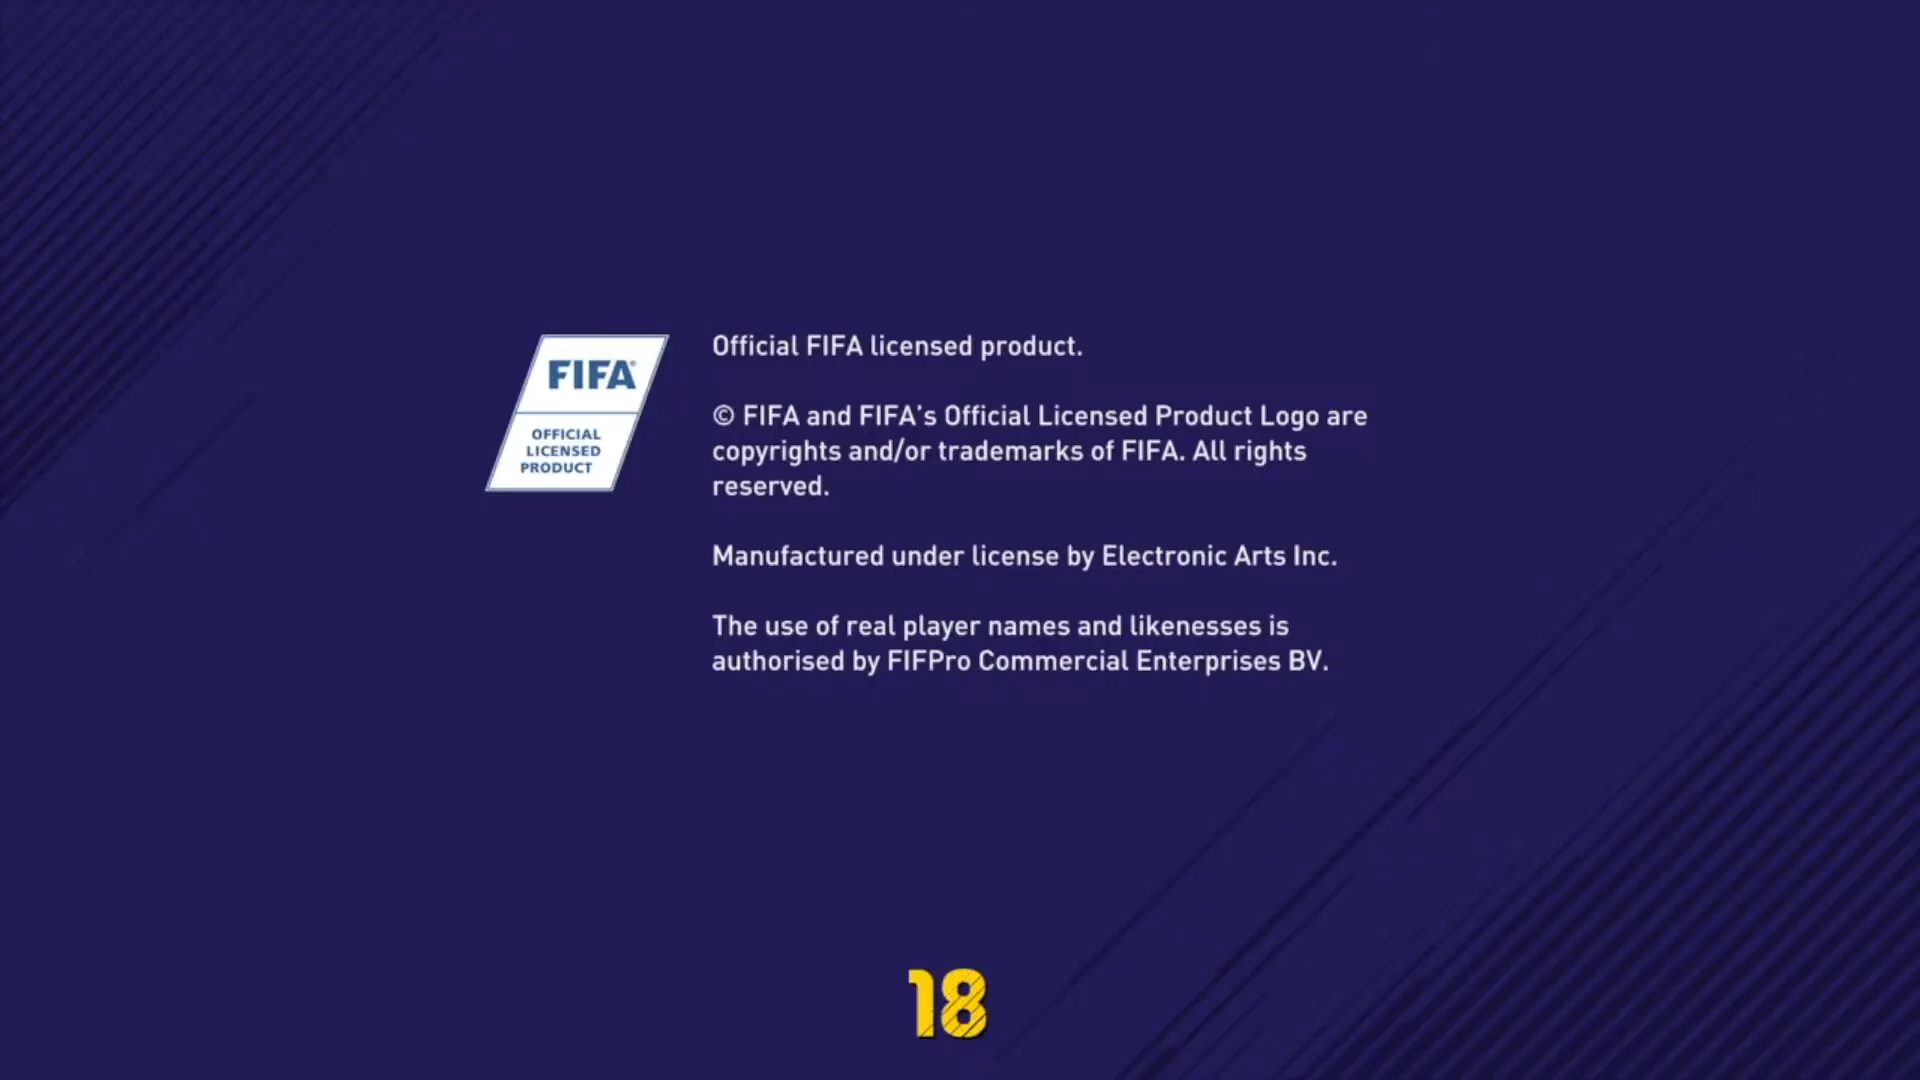 FIFA®
OFFICIAL
LICENSED
PRODUCT
Official FIFA licensed product.
© FIFA and FIFA's Official Licensed Product Logo are
copyrights and/or trademarks of FIFA. All rights
reserved.
Manufactured under license by Electronic Arts Inc.
The use of real player names and likenesses is
authorised by FIFPro Commercial Enterprises BV.
18